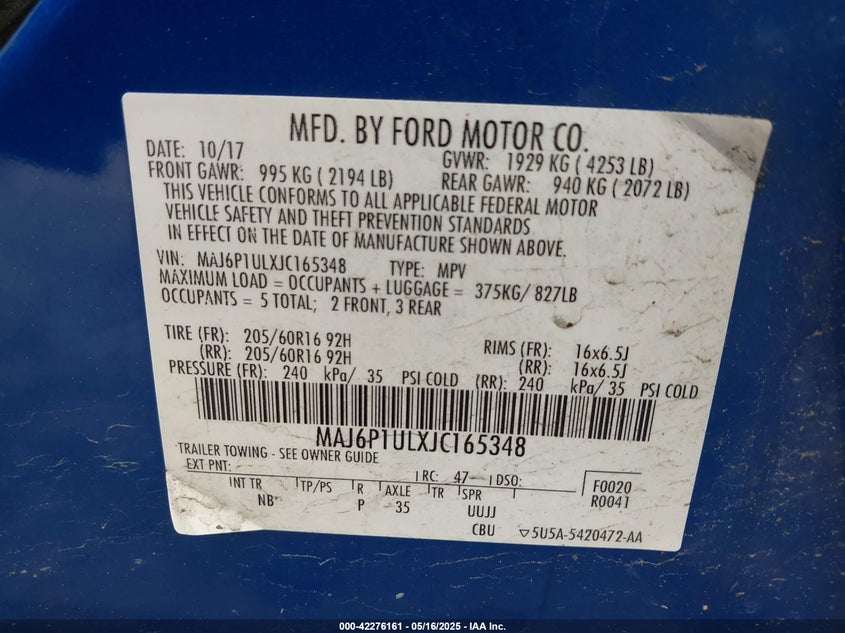 MFD. BY FORD MOTOR CO.
DATE: 10/17 GVWR: 1929 KG ( 4253 LB)
FRONT GAWR: 995 KG ( 2194 LB) REAR GAWR: 940 KG ( 2072 LB)
THIS VEHICLE CONFORMS TO ALL APPLICABLE FEDERAL MOTOR
VEHICLE SAFETY AND THEFT PREVENTION STANDARDS
IN EFFECT ON THE DATE OF MANUFACTURE SHOWN ABOVE.
VIN: MAJ6P1ULXJC165348 TYPE: MPV
MAXIMUM LOAD = OCCUPANTS + LUGGAGE = 375KG/ 827LB
OCCUPANTS = 5 TOTAL; 2 FRONT, 3 REAR
TIRE (FR): 205/60R16 92H RIMS (FR): 16x6.5J
(RR): 205/60R16 92H (RR): 16x6.5J
PRESSURE (FR): 240 kPa/ 35 PSI COLD (RR): 240 kPa/ 35 PSI COLD
MAJ6P1ULXJC165348
TRAILER TOWING - SEE OWNER GUIDE
EXT PNT: RC: 47 DSO: F0020
INT TR TP/PS R AXLE TR SPR R0041
NB P 35 UUJJ
CBU 5U5A-5420472-AA
000-42276161 - 05/16/2025 - IAA Inc.